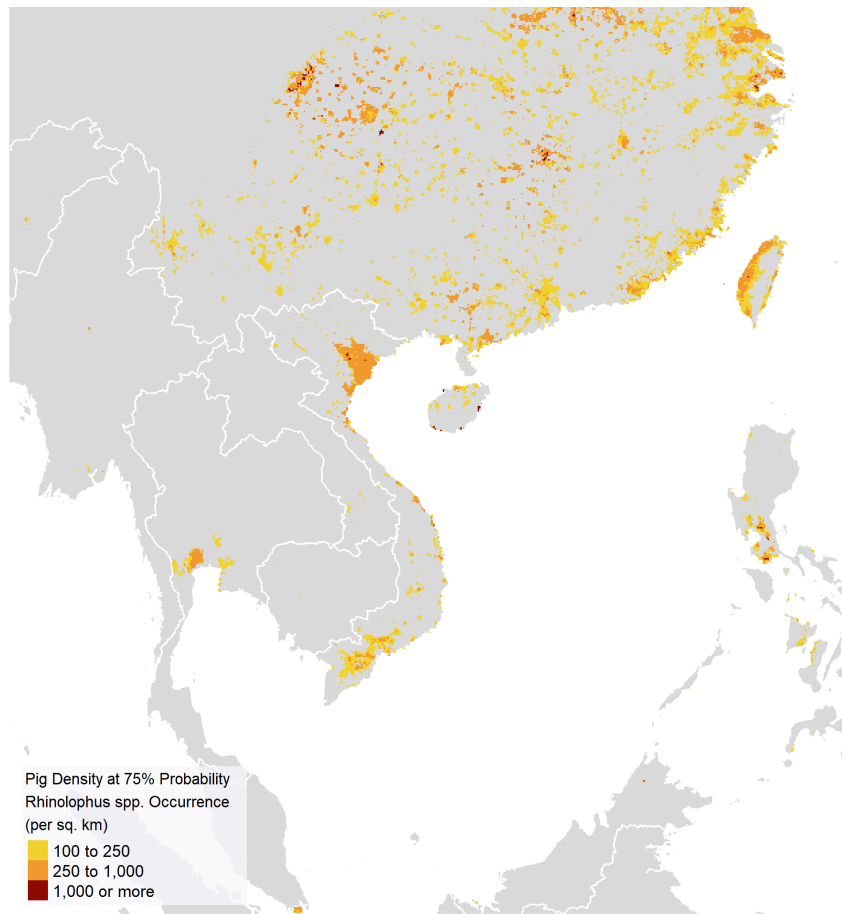 Pig Density at 75% Probability
Rhinolophus spp. Occurrence
(per sq. km)
100 to 250
250 to 1,000
1,000 or more